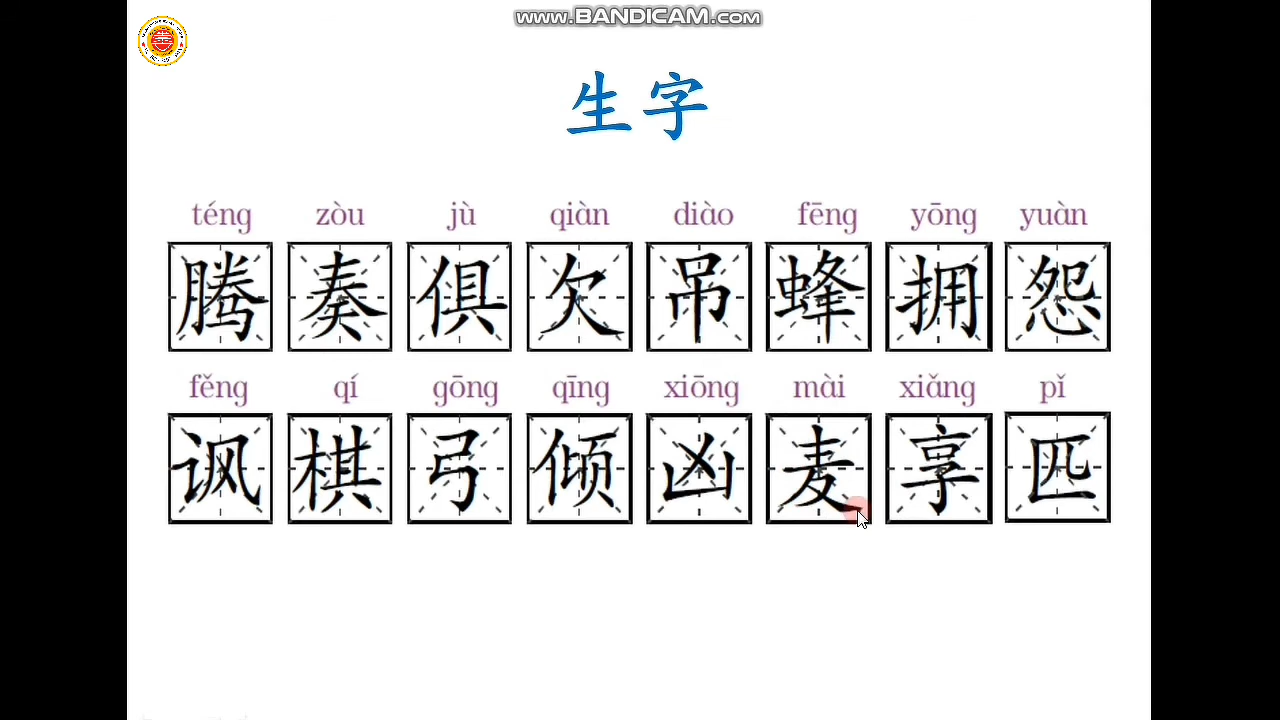 www.BANDICAM.com
生字
téng zòu jù qiàn diào fēng yōng yuàn
腾 奏 俱 欠 吊 蜂 拥 怨
fěng qí gōng qīng xiōng mài xiǎng pǐ
讽 棋 弓 倾 凶 麦 享 匹